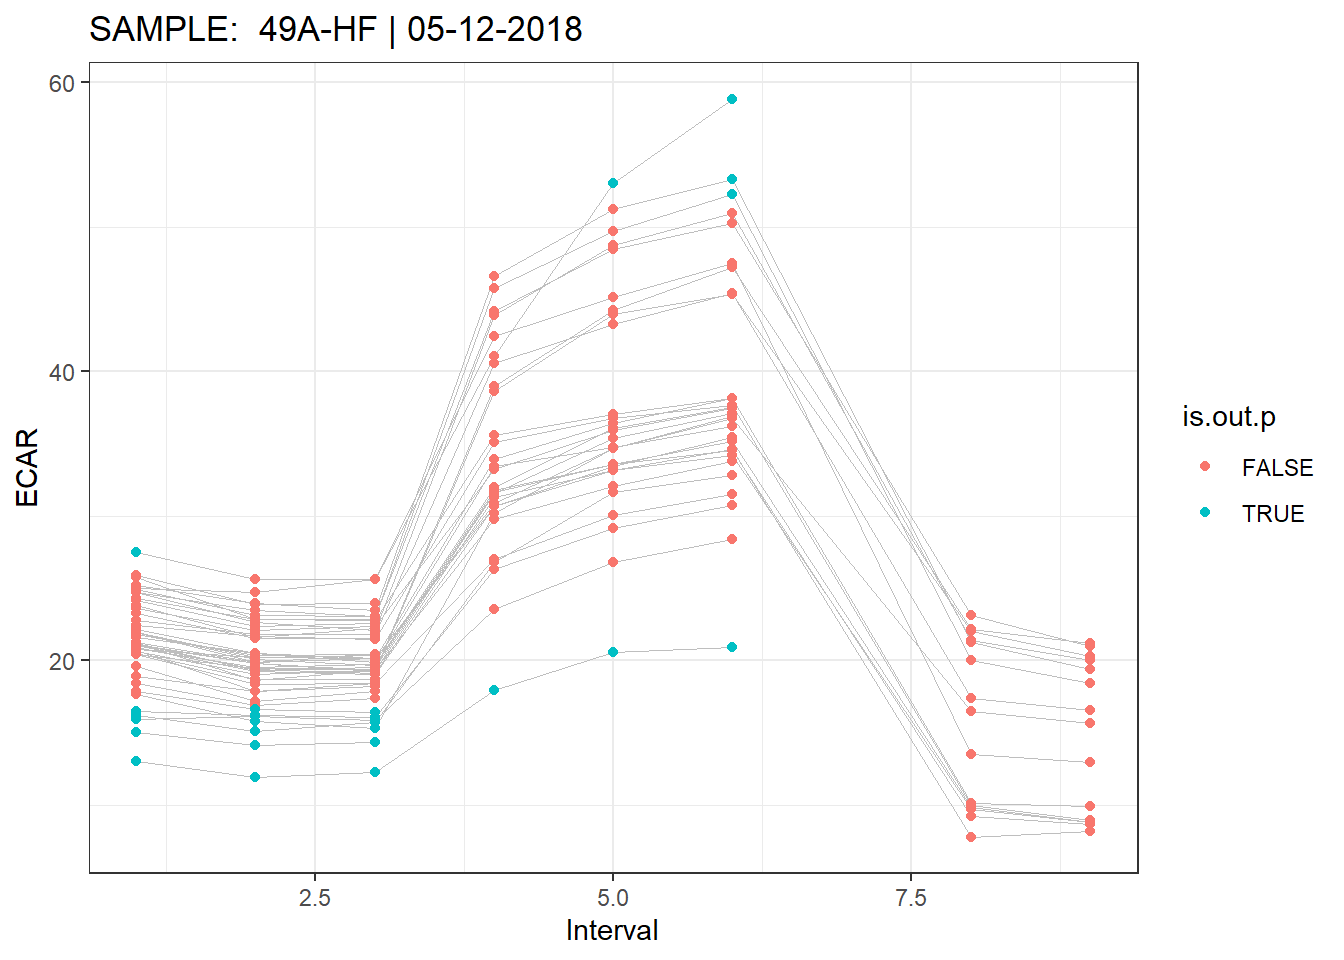 SAMPLE:  49A-HF | 05-12-2018
60
40
20
ECAR
2.5
5.0
7.5
Interval
is.out.p
FALSE
TRUE